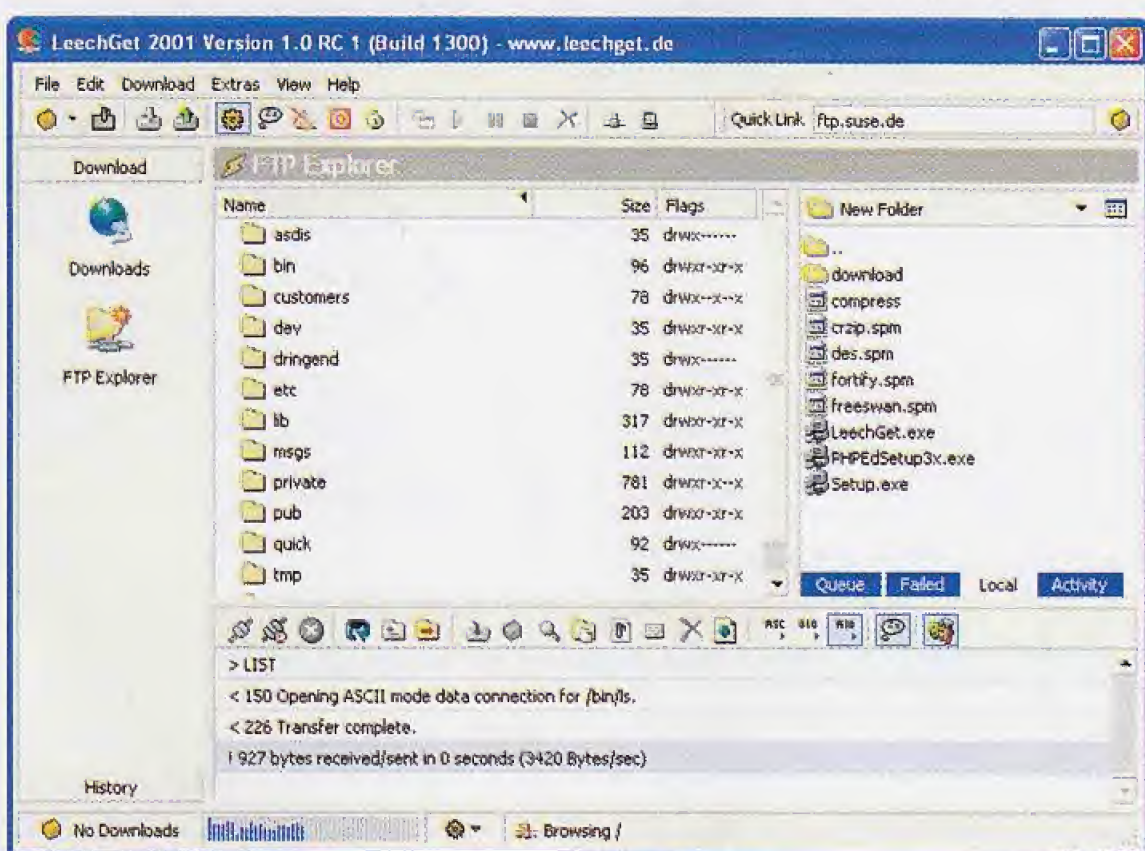 LeechGet 2001 Version 1.0 RC 1 (Build 1300) - www.leechget.de
File Edit Download Extras View Help
Quick Link ftp.suse.de
Download
FTP Explorer
Name Size Flags
New Folder
asdis 35 drwx------
bin 96 drwxr-xr-x
customers 78 drwx--x--x
dev 35 drwxr-xr-x
dringend 35 drwx------
etc 78 drwxr-xr-x
lib 317 drwxr-xr-x
msgs 112 drwxr-xr-x
private 781 drwxr-x--x
pub 203 drwxr-xr-x
quick 92 drwx------
tmp 35 drwxr-xr-x
..
download
compress
crzip.spm
des.spm
fortify.spm
freeswan.spm
LeechGet.exe
PHPEdSetup3x.exe
Setup.exe
Downloads
FTP Explorer
Queue Failed Local Activity
ASC
> LIST
< 150 Opening ASCII mode data connection for /bin/ls.
< 226 Transfer complete.
! 927 bytes received/sent in 0 seconds (3420 Bytes/sec)
History
No Downloads
Browsing /